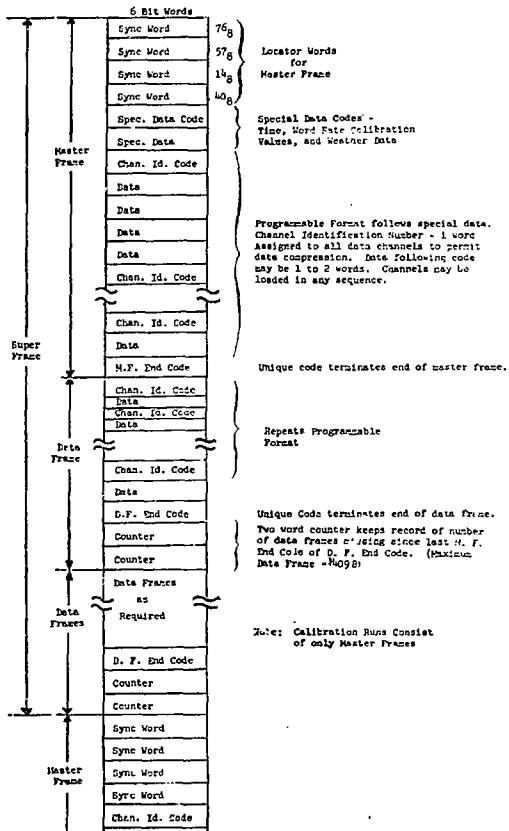 6 Bit Words
Sync Word 76₈
Sync Word 57₈
Sync Word 14₈
Sync Word 40₈
Locator Words
for
Master Frame
Spec. Data Code
Spec. Data
Special Data Codes -
Time, Word Rate Calibration
Values, and Weather Data
Master
Frame
Chan. Id. Code
Data
Data
Data
Data
Chan. Id. Code
Programmable Format follows special data.
Channel Identification Number - 1 word
Assigned to all data channels to permit
data compression. Data following code
may be 1 to 2 words. Channels may be
loaded in any sequence.
Super
Frame
Chan. Id. Code
Data
M.F. End Code
Unique code terminates end of master frame.
Chan. Id. Code
Data
Chan. Id. Code
Data
Data
Frame
Repeats Programmable
Format
Chan. Id. Code
Data
D.F. End Code
Unique Code terminates end of data frame.
Counter
Counter
Two word counter keeps record of number
of data frames since last M. F.
End Code of D. F. End Code. (Maximum
Data Frame
Data
Frames
Data Frames
as
Required
Note: Calibration Runs Consist
of only Master Frames
D. F. End Code
Counter
Counter
Master
Frame
Sync Word
Sync Word
Sync Word
Sync Word
Chan. Id. Code